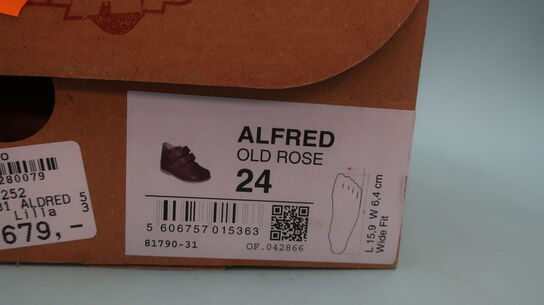 ALFRED
OLD ROSE
24
5 606757 015363
81790-31
OF.042866
L 15,9 W 6,4 cm
Wide Fit
280079
252
31 ALDRED 5
Lilla 3
679,-